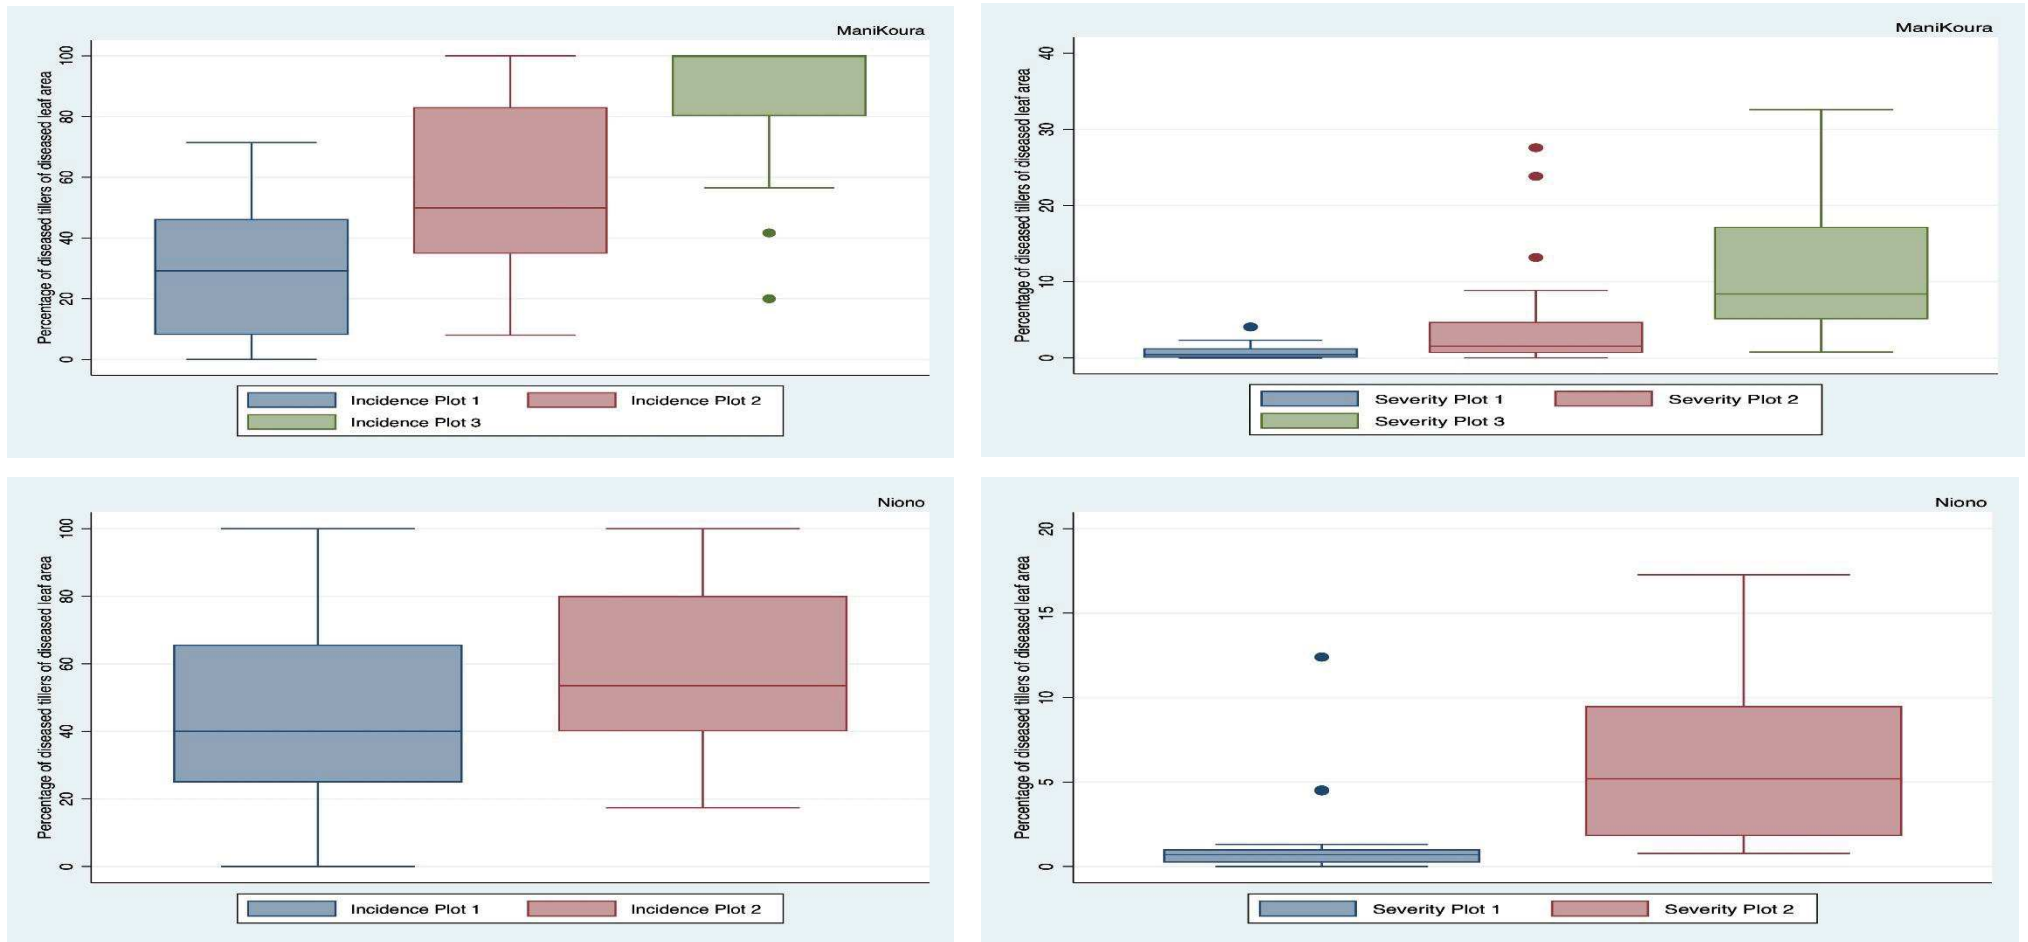 ManiKoura
Percentage of diseased tillers of diseased leaf area
100
80
60
40
20
0
Incidence Plot 1
Incidence Plot 2
Incidence Plot 3
ManiKoura
Percentage of diseased tillers of diseased leaf area
40
30
20
10
0
Severity Plot 1
Severity Plot 2
Severity Plot 3
Niono
Percentage of diseased tillers of diseased leaf area
100
80
60
40
20
0
Incidence Plot 1
Incidence Plot 2
Niono
Percentage of diseased tillers of diseased leaf area
20
15
10
5
0
Severity Plot 1
Severity Plot 2